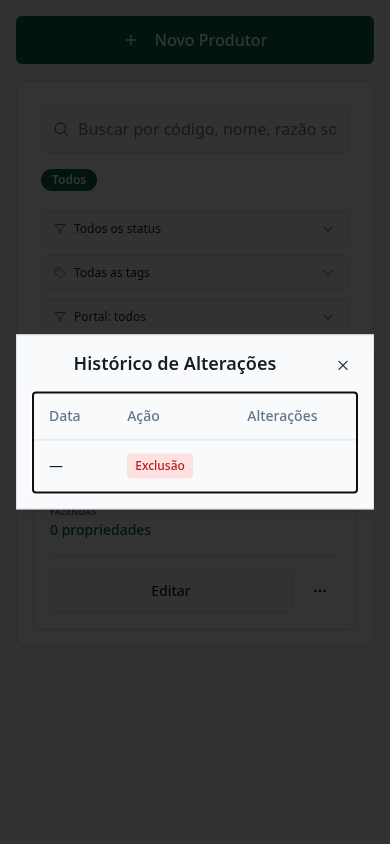 Novo Produtor
Buscar por código, nome, razão so
Todos
Todos os status
Todas as tags
Portal: todos
Histórico de Alterações
Data Ação Alterações
— Exclusão
FAZENDAS
0 propriedades
Editar